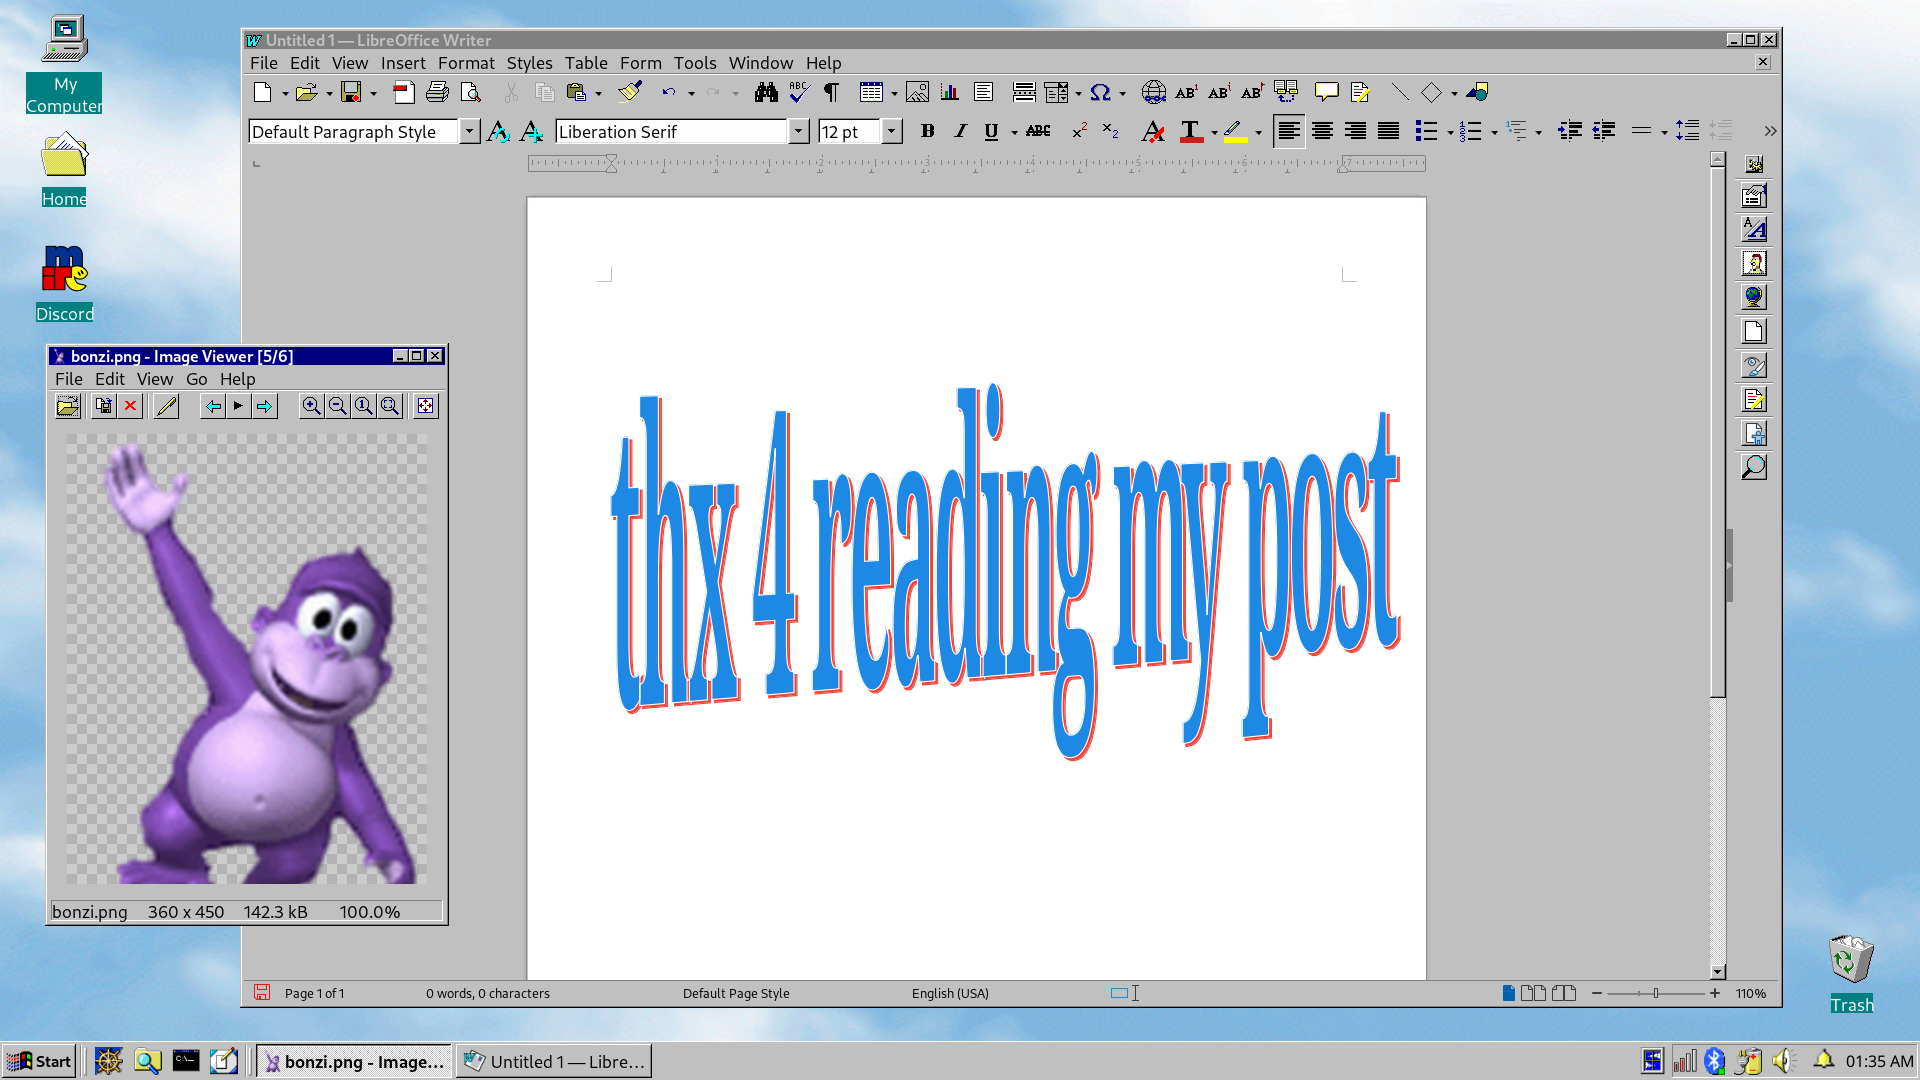 My
Computer
Home
Discord
Untitled 1 — LibreOffice Writer
File Edit View Insert Format Styles Table Form Tools Window Help
Default Paragraph Style
Liberation Serif
12 pt
thx 4 reading my post
Page 1 of 1
0 words, 0 characters
Default Page Style
English (USA)
110%
bonzi.png - Image Viewer [5/6]
File Edit View Go Help
bonzi.png 360 x 450 142.3 kB 100.0%
Trash
Start
bonzi.png - Image...
Untitled 1 — Libre...
01:35 AM